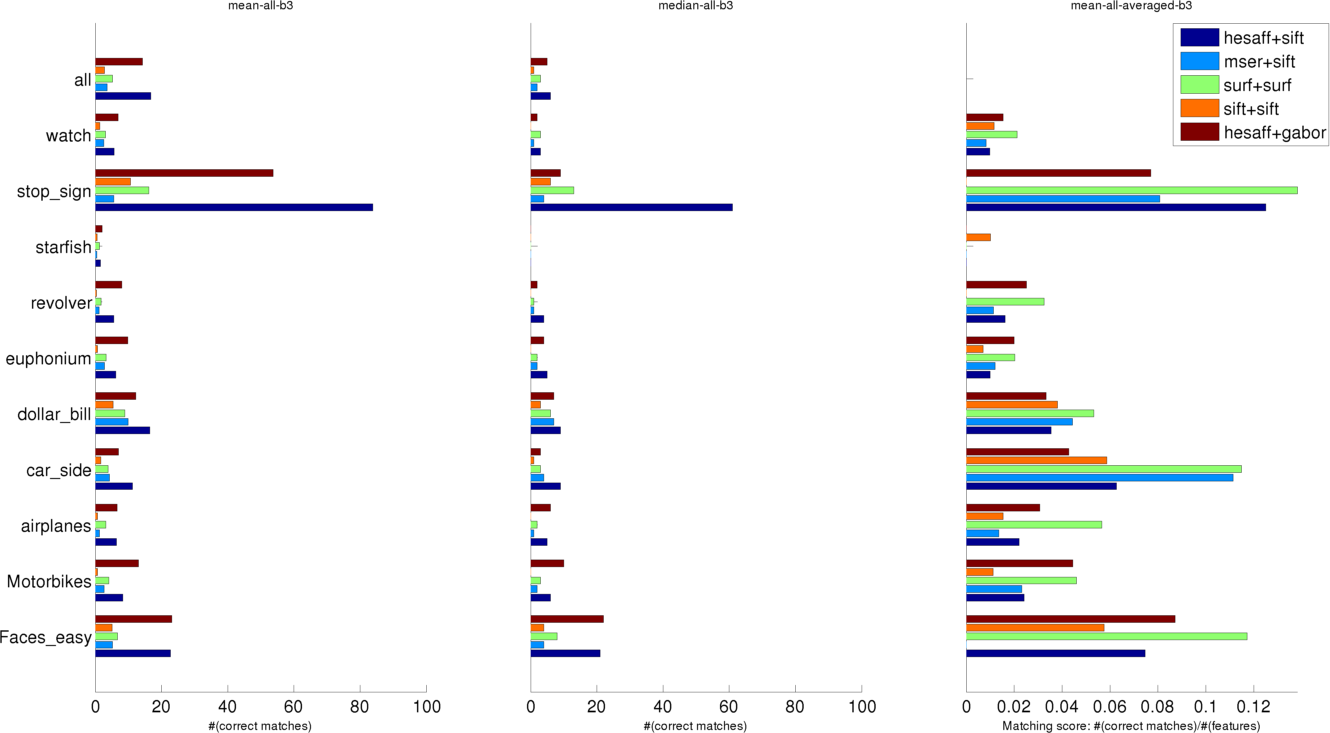 mean-all-b3
all
watch
stop_sign
starfish
revolver
euphonium
dollar_bill
car_side
airplanes
Motorbikes
Faces_easy
0 20 40 60 80 100
#(correct matches)
median-all-b3
0 20 40 60 80 100
#(correct matches)
mean-all-averaged-b3
hesaff+sift
mser+sift
surf+surf
sift+sift
hesaff+gabor
0 0.02 0.04 0.06 0.08 0.1 0.12
Matching score: #(correct matches)/#(features)